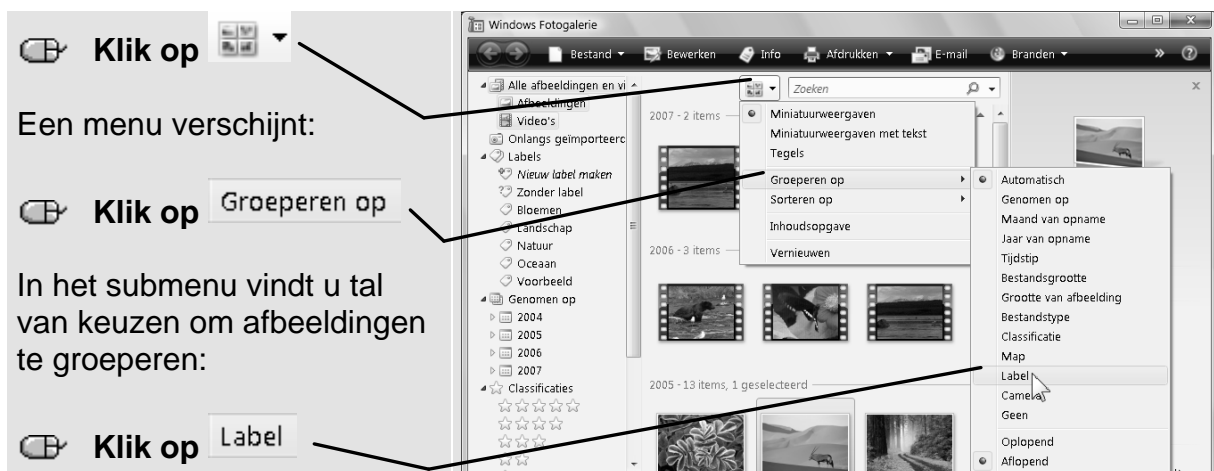 Klik op
Een menu verschijnt:
Klik op Groeperen op
In het submenu vindt u tal
van keuzen om afbeeldingen
te groeperen:
Klik op Label
Windows Fotogalerie
Bestand Bewerken Info Afdrukken E-mail Branden » ?
Alle afbeeldingen en vi
Afbeeldingen
Video's
Onlangs geïmporteerc
Labels
Nieuw label maken
Zonder label
Bloemen
Landschap
Natuur
Oceaan
Voorbeeld
Genomen op
2004
2005
2006
2007
Classificaties
Zoeken
2007 - 2 items
2006 - 3 items
2005 - 13 items, 1 geselecteerd
Miniatuurweergaven
Miniatuurweergaven met tekst
Tegels
Groeperen op
Sorteren op
Inhoudsopgave
Vernieuwen
Automatisch
Genomen op
Maand van opname
Jaar van opname
Tijdstip
Bestandsgrootte
Grootte van afbeelding
Bestandstype
Classificatie
Map
Label
Camera
Geen
Oplopend
Aflopend